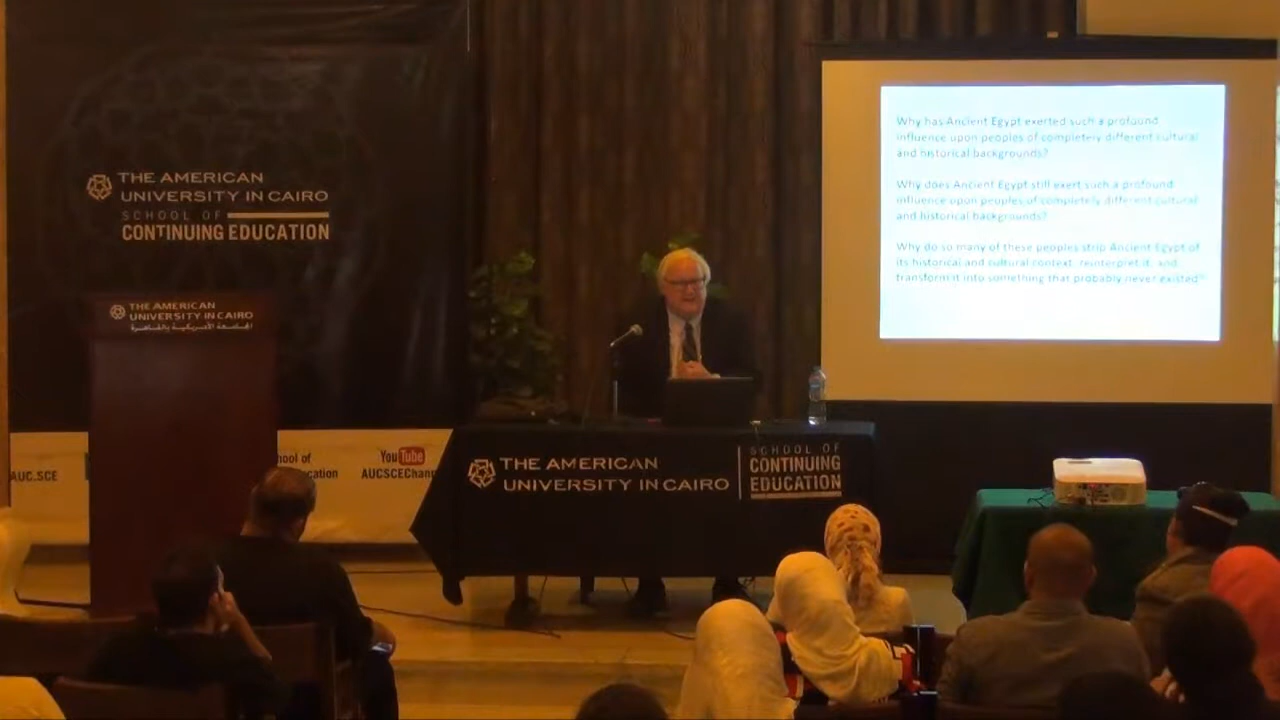 THE AMERICAN
UNIVERSITY IN CAIRO
SCHOOL OF
CONTINUING EDUCATION
THE AMERICAN
UNIVERSITY IN CAIRO
الجامعة الأمريكية بالقاهرة
AUC.SCE
hool of
cation
YouTube
AUCSCEChann
THE AMERICAN
UNIVERSITY IN CAIRO
SCHOOL OF
CONTINUING
EDUCATION
Why has Ancient Egypt exerted such a profound
influence upon peoples of completely different cultural
and historical backgrounds?
Why does Ancient Egypt still exert such a profound
influence upon peoples of completely different cultural
and historical backgrounds?
Why do so many of these peoples strip Ancient Egypt of
its historical and cultural context, reinterpret it, and
transform it into something that probably never existed?